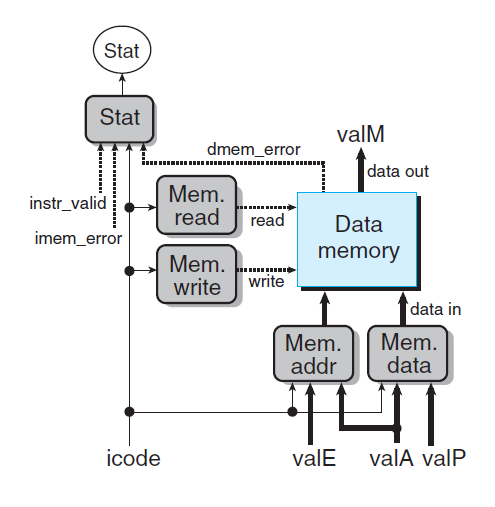 Stat
Stat
dmem_error
valM
data out
instr_valid
imem_error
Mem.
read
read
Data
memory
Mem.
write
write
data in
Mem.
addr
Mem.
data
icode
valE
valA
valP